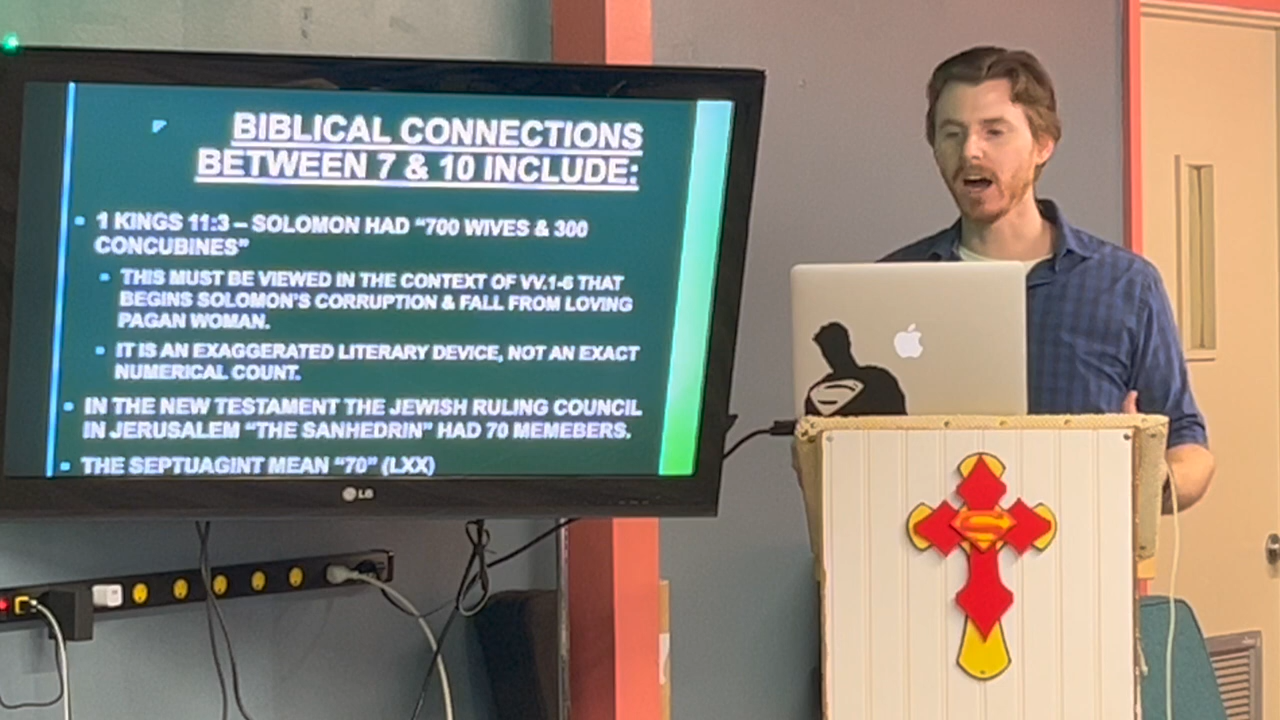 BIBLICAL CONNECTIONS
BETWEEN 7 & 10 INCLUDE:
1 KINGS 11:3 – SOLOMON HAD “700 WIVES & 300
CONCUBINES”
THIS MUST BE VIEWED IN THE CONTEXT OF VV.1-6 THAT
BEGINS SOLOMON’S CORRUPTION & FALL FROM LOVING
PAGAN WOMAN.
IT IS AN EXAGGERATED LITERARY DEVICE, NOT AN EXACT
NUMERICAL COUNT.
IN THE NEW TESTAMENT THE JEWISH RULING COUNCIL
IN JERUSALEM “THE SANHEDRIN” HAD 70 MEMEBERS.
THE SEPTUAGINT MEAN “70” (LXX)
LG